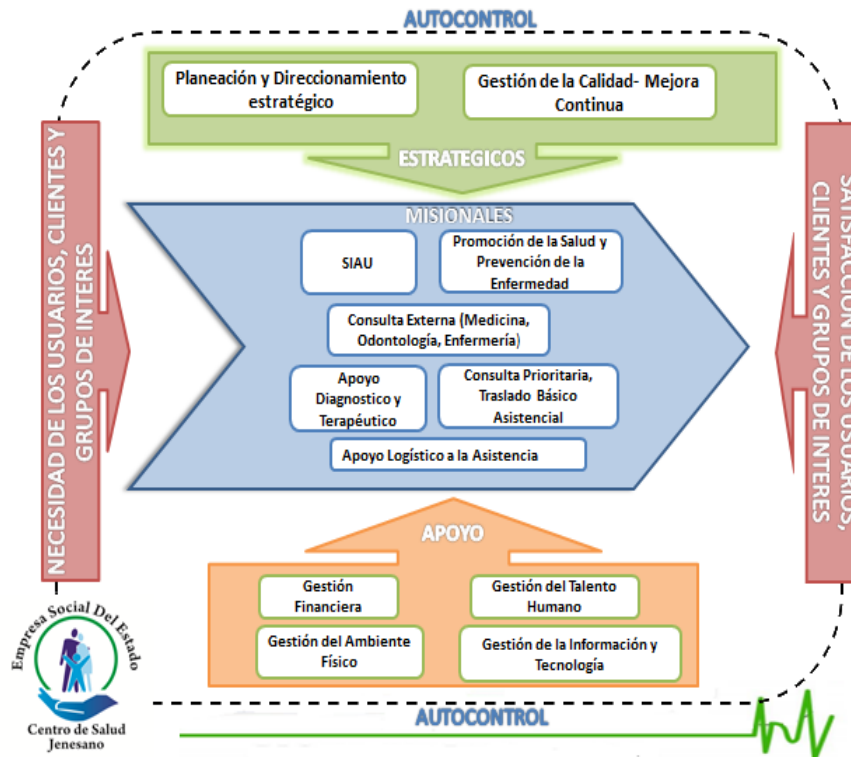 AUTOCONTROL
Planeación y Direccionamiento
estratégico
Gestión de la Calidad- Mejora
Continua
ESTRATEGICOS
NECESIDAD DE LOS USUARIOS, CLIENTES Y
GRUPOS DE INTERES
MISIONALES
SIAU
Promoción de la Salud y
Prevención de la
Enfermedad
Consulta Externa (Medicina,
Odontología, Enfermería)
Apoyo
Diagnostico y
Terapéutico
Consulta Prioritaria,
Traslado Básico
Asistencial
Apoyo Logístico a la Asistencia
SATISFACCION DE LOS USUARIOS,
CLIENTES Y GRUPOS DE INTERES
APOYO
Gestión
Financiera
Gestión del Talento
Humano
Gestión del Ambiente
Físico
Gestión de la Información y
Tecnología
Empresa Social Del Estado
Centro de Salud
Jenesano
AUTOCONTROL